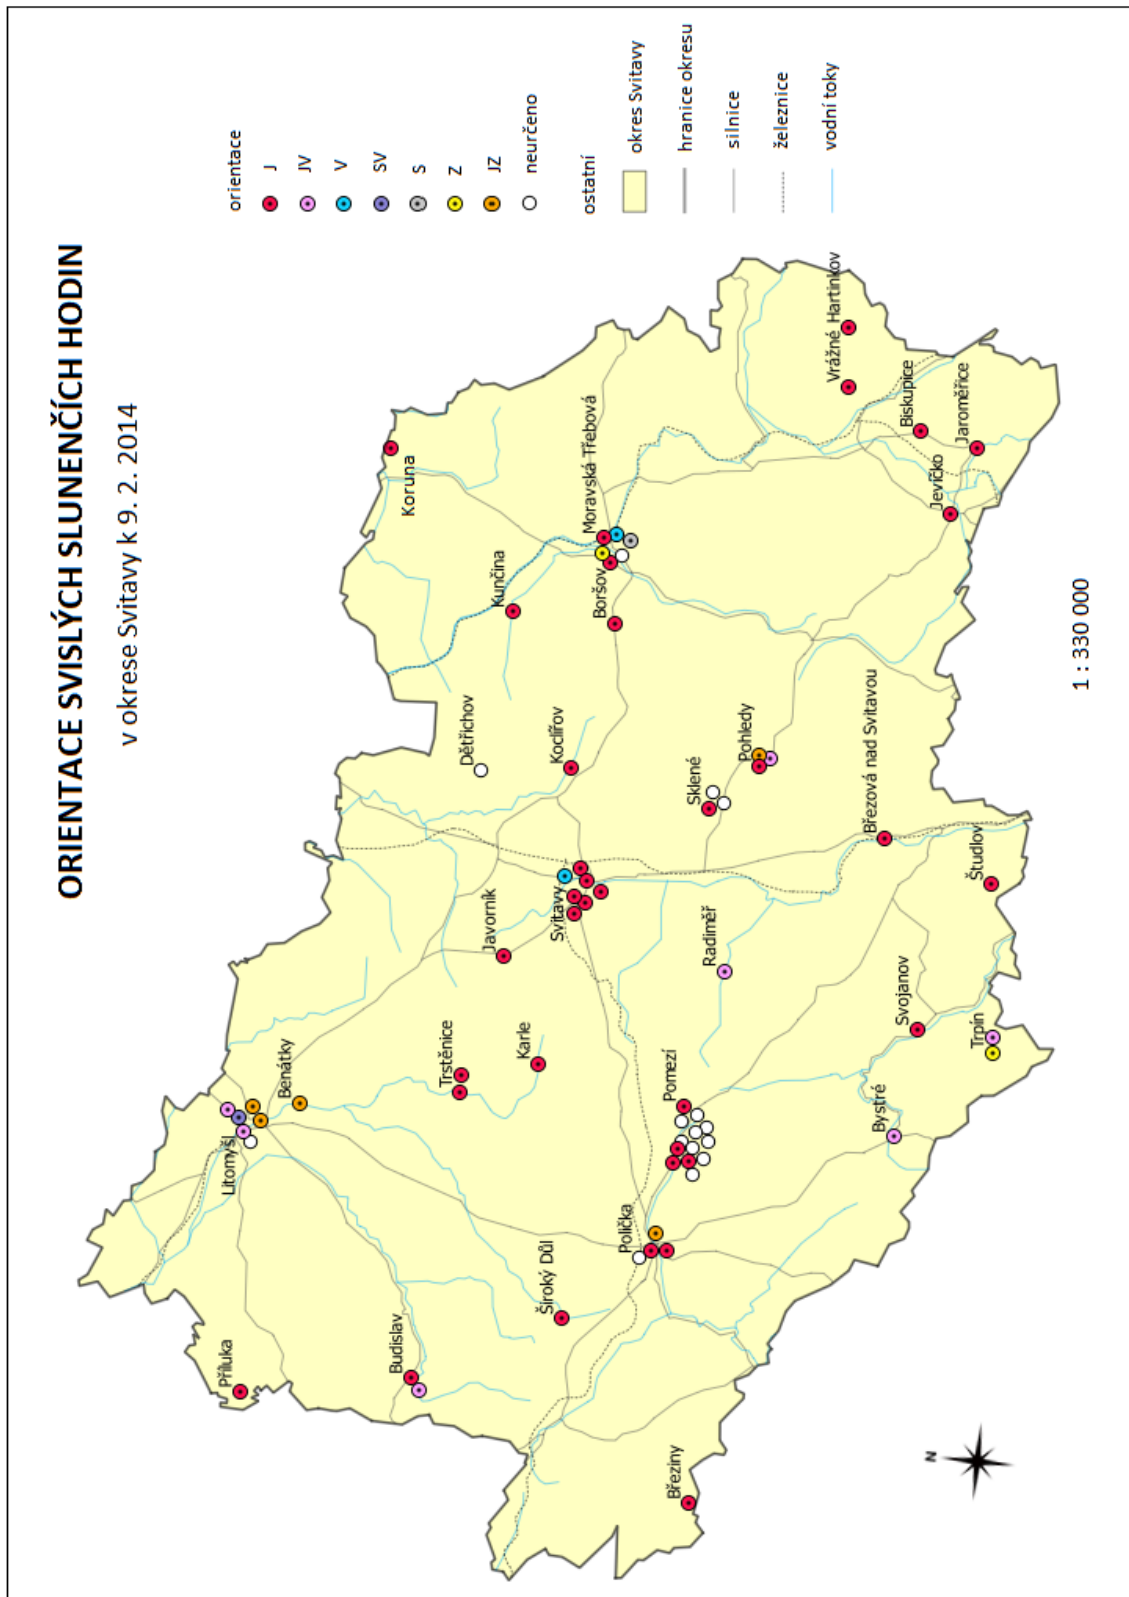 ORIENTACE SVISLÝCH SLUNENČÍCH HODIN
v okrese Svitavy k 9. 2. 2014
orientace
J
JV
V
SV
S
Z
JZ
neurčeno
ostatní
okres Svitavy
hranice okresu
silnice
železnice
vodní toky
Příluka
Litomyšl
Benátky
Koruna
Budislav
Trstěnice
Javorník
Dětřichov
Kunčina
Široký Důl
Karle
Svitavy
Koclířov
Boršov
Moravská Třebová
Polička
Pomezí
Radiměř
Sklené
Pohledy
Březiny
Bystré
Svojanov
Březová nad Svitavou
Vrážné
Hartinkov
Biskupice
Jevíčko
Jaroměřice
Trpín
Študlov
N
1 : 330 000